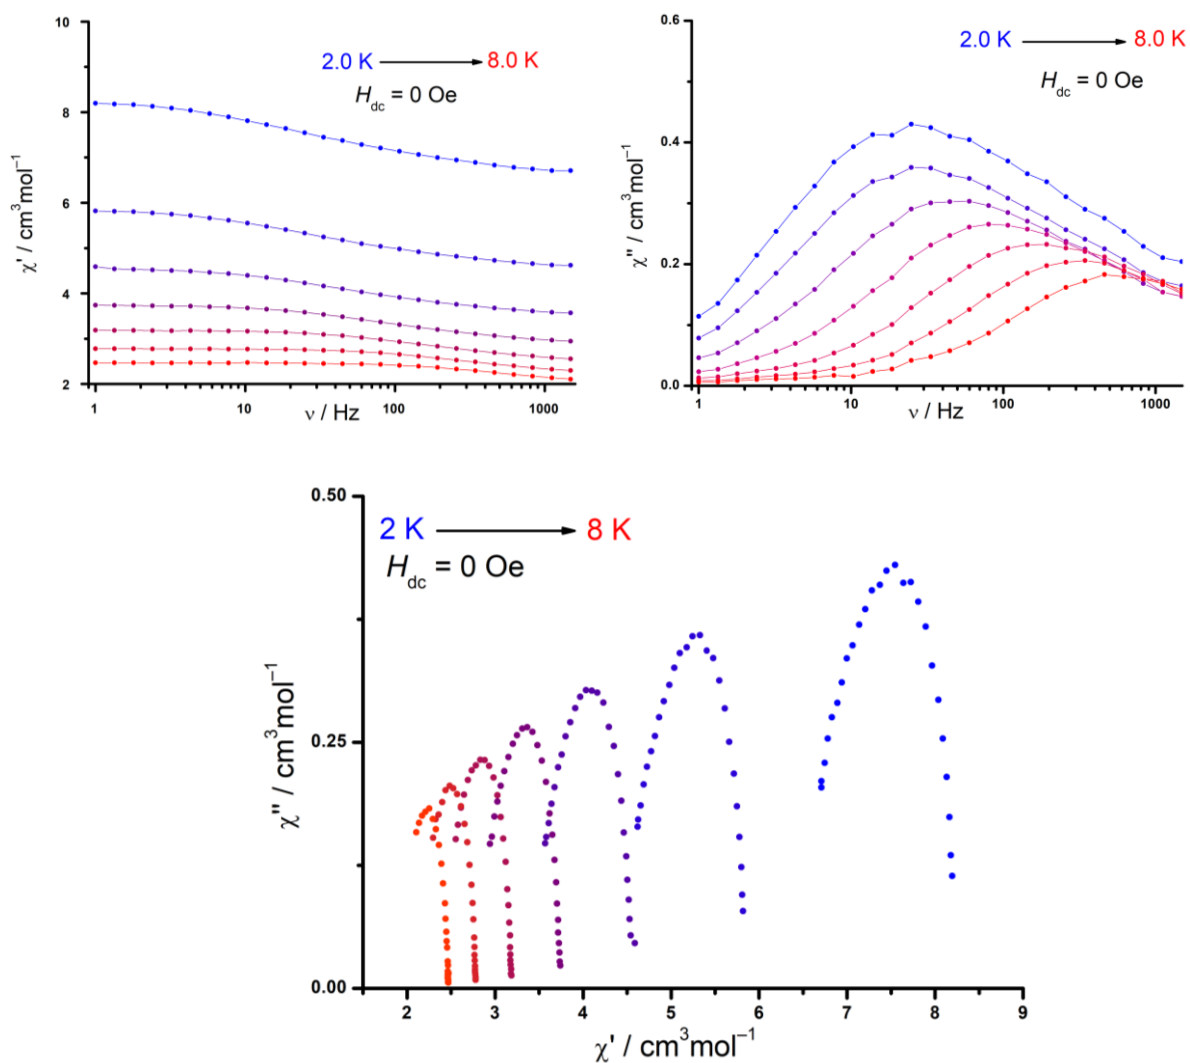 10
8
6
4
2
χ' / cm³mol⁻¹
2.0 K
8.0 K
H_dc = 0 Oe
1
10
100
1000
ν / Hz
0.6
0.4
0.2
0.0
χ'' / cm³mol⁻¹
2.0 K
8.0 K
H_dc = 0 Oe
1
10
100
1000
ν / Hz
0.50
0.25
0.00
χ'' / cm³mol⁻¹
2 K
8 K
H_dc = 0 Oe
2
3
4
5
6
7
8
9
χ' / cm³mol⁻¹